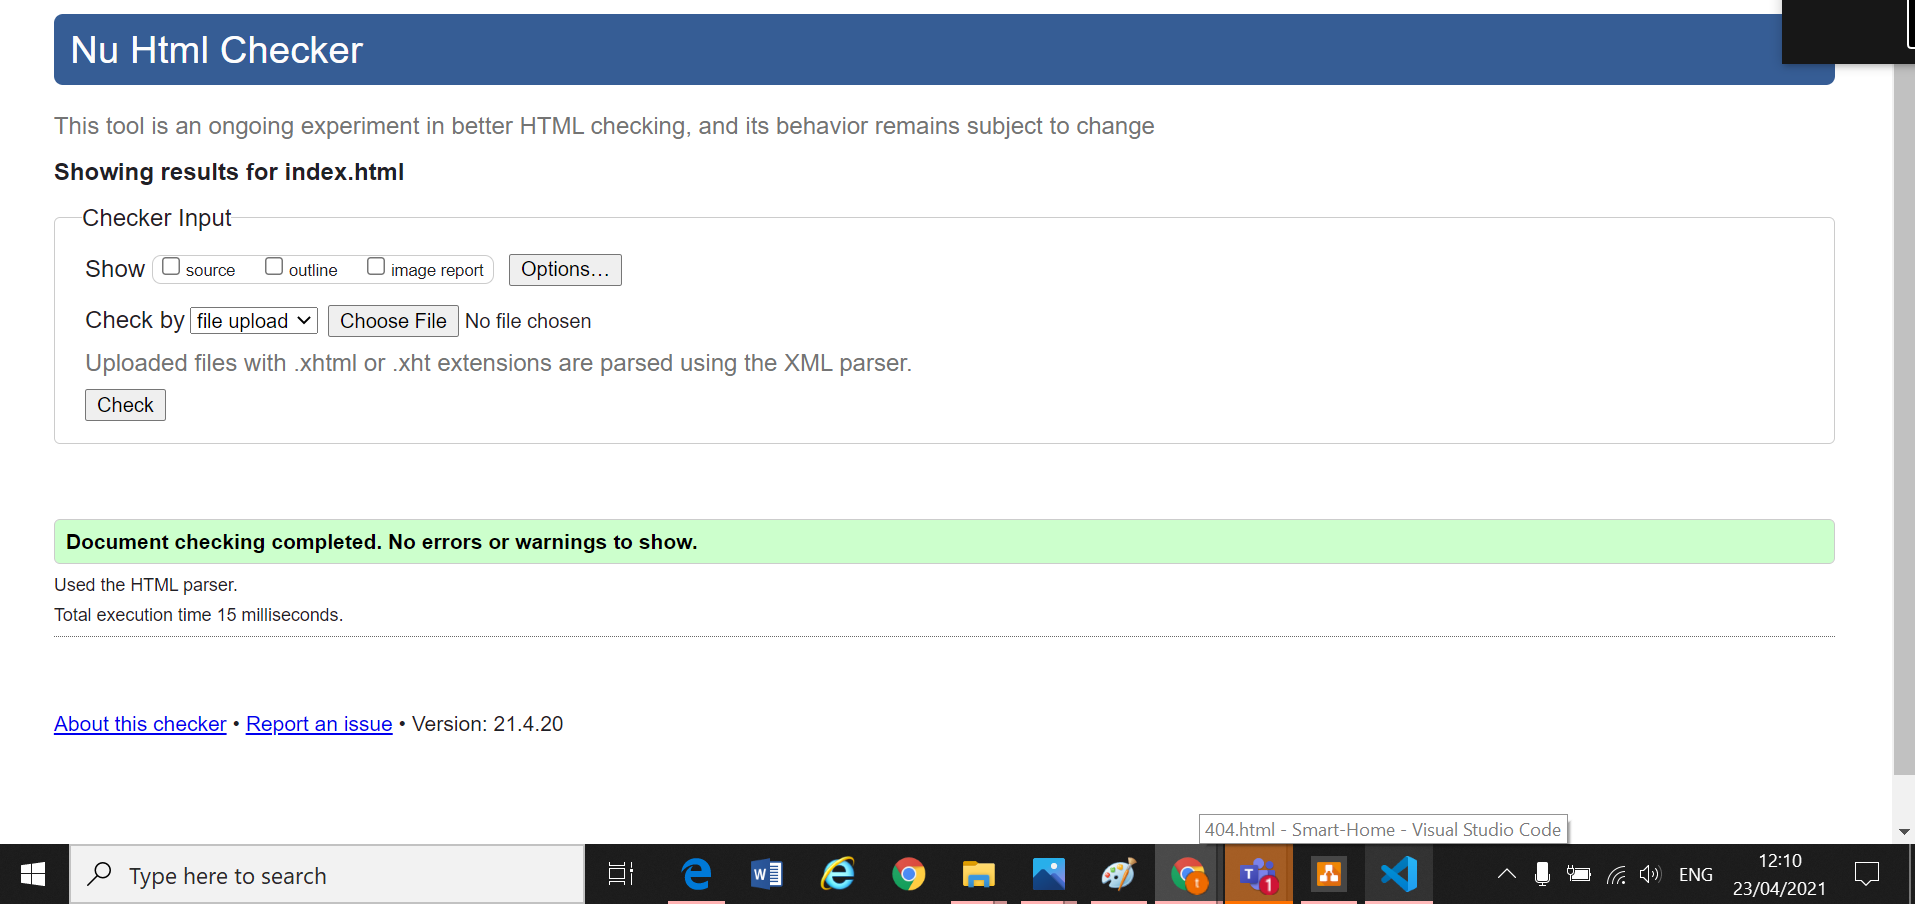 Nu Html Checker
This tool is an ongoing experiment in better HTML checking, and its behavior remains subject to change
Showing results for index.html
Checker Input
Show source outline image report Options...
Check by file upload Choose File No file chosen
Uploaded files with .xhtml or .xht extensions are parsed using the XML parser.
Check
Document checking completed. No errors or warnings to show.
Used the HTML parser.
Total execution time 15 milliseconds.
About this checker • Report an issue • Version: 21.4.20
404.html - Smart-Home - Visual Studio Code
Type here to search
W
t
T
1
ENG
12:10
23/04/2021